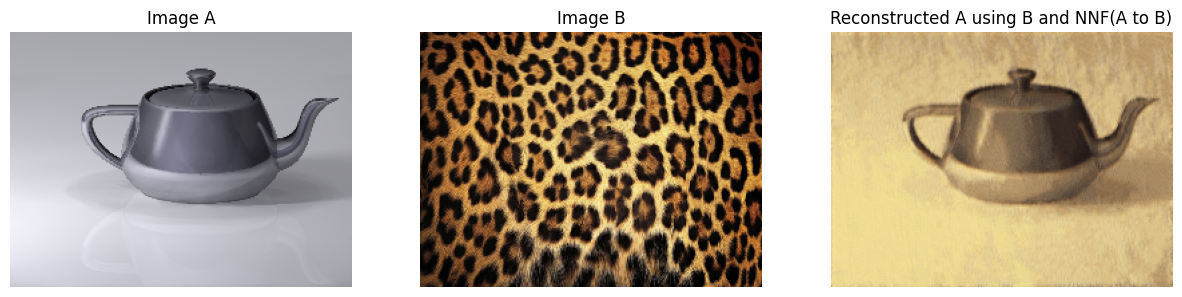 Image A
Image B
Reconstructed A using B and NNF(A to B)